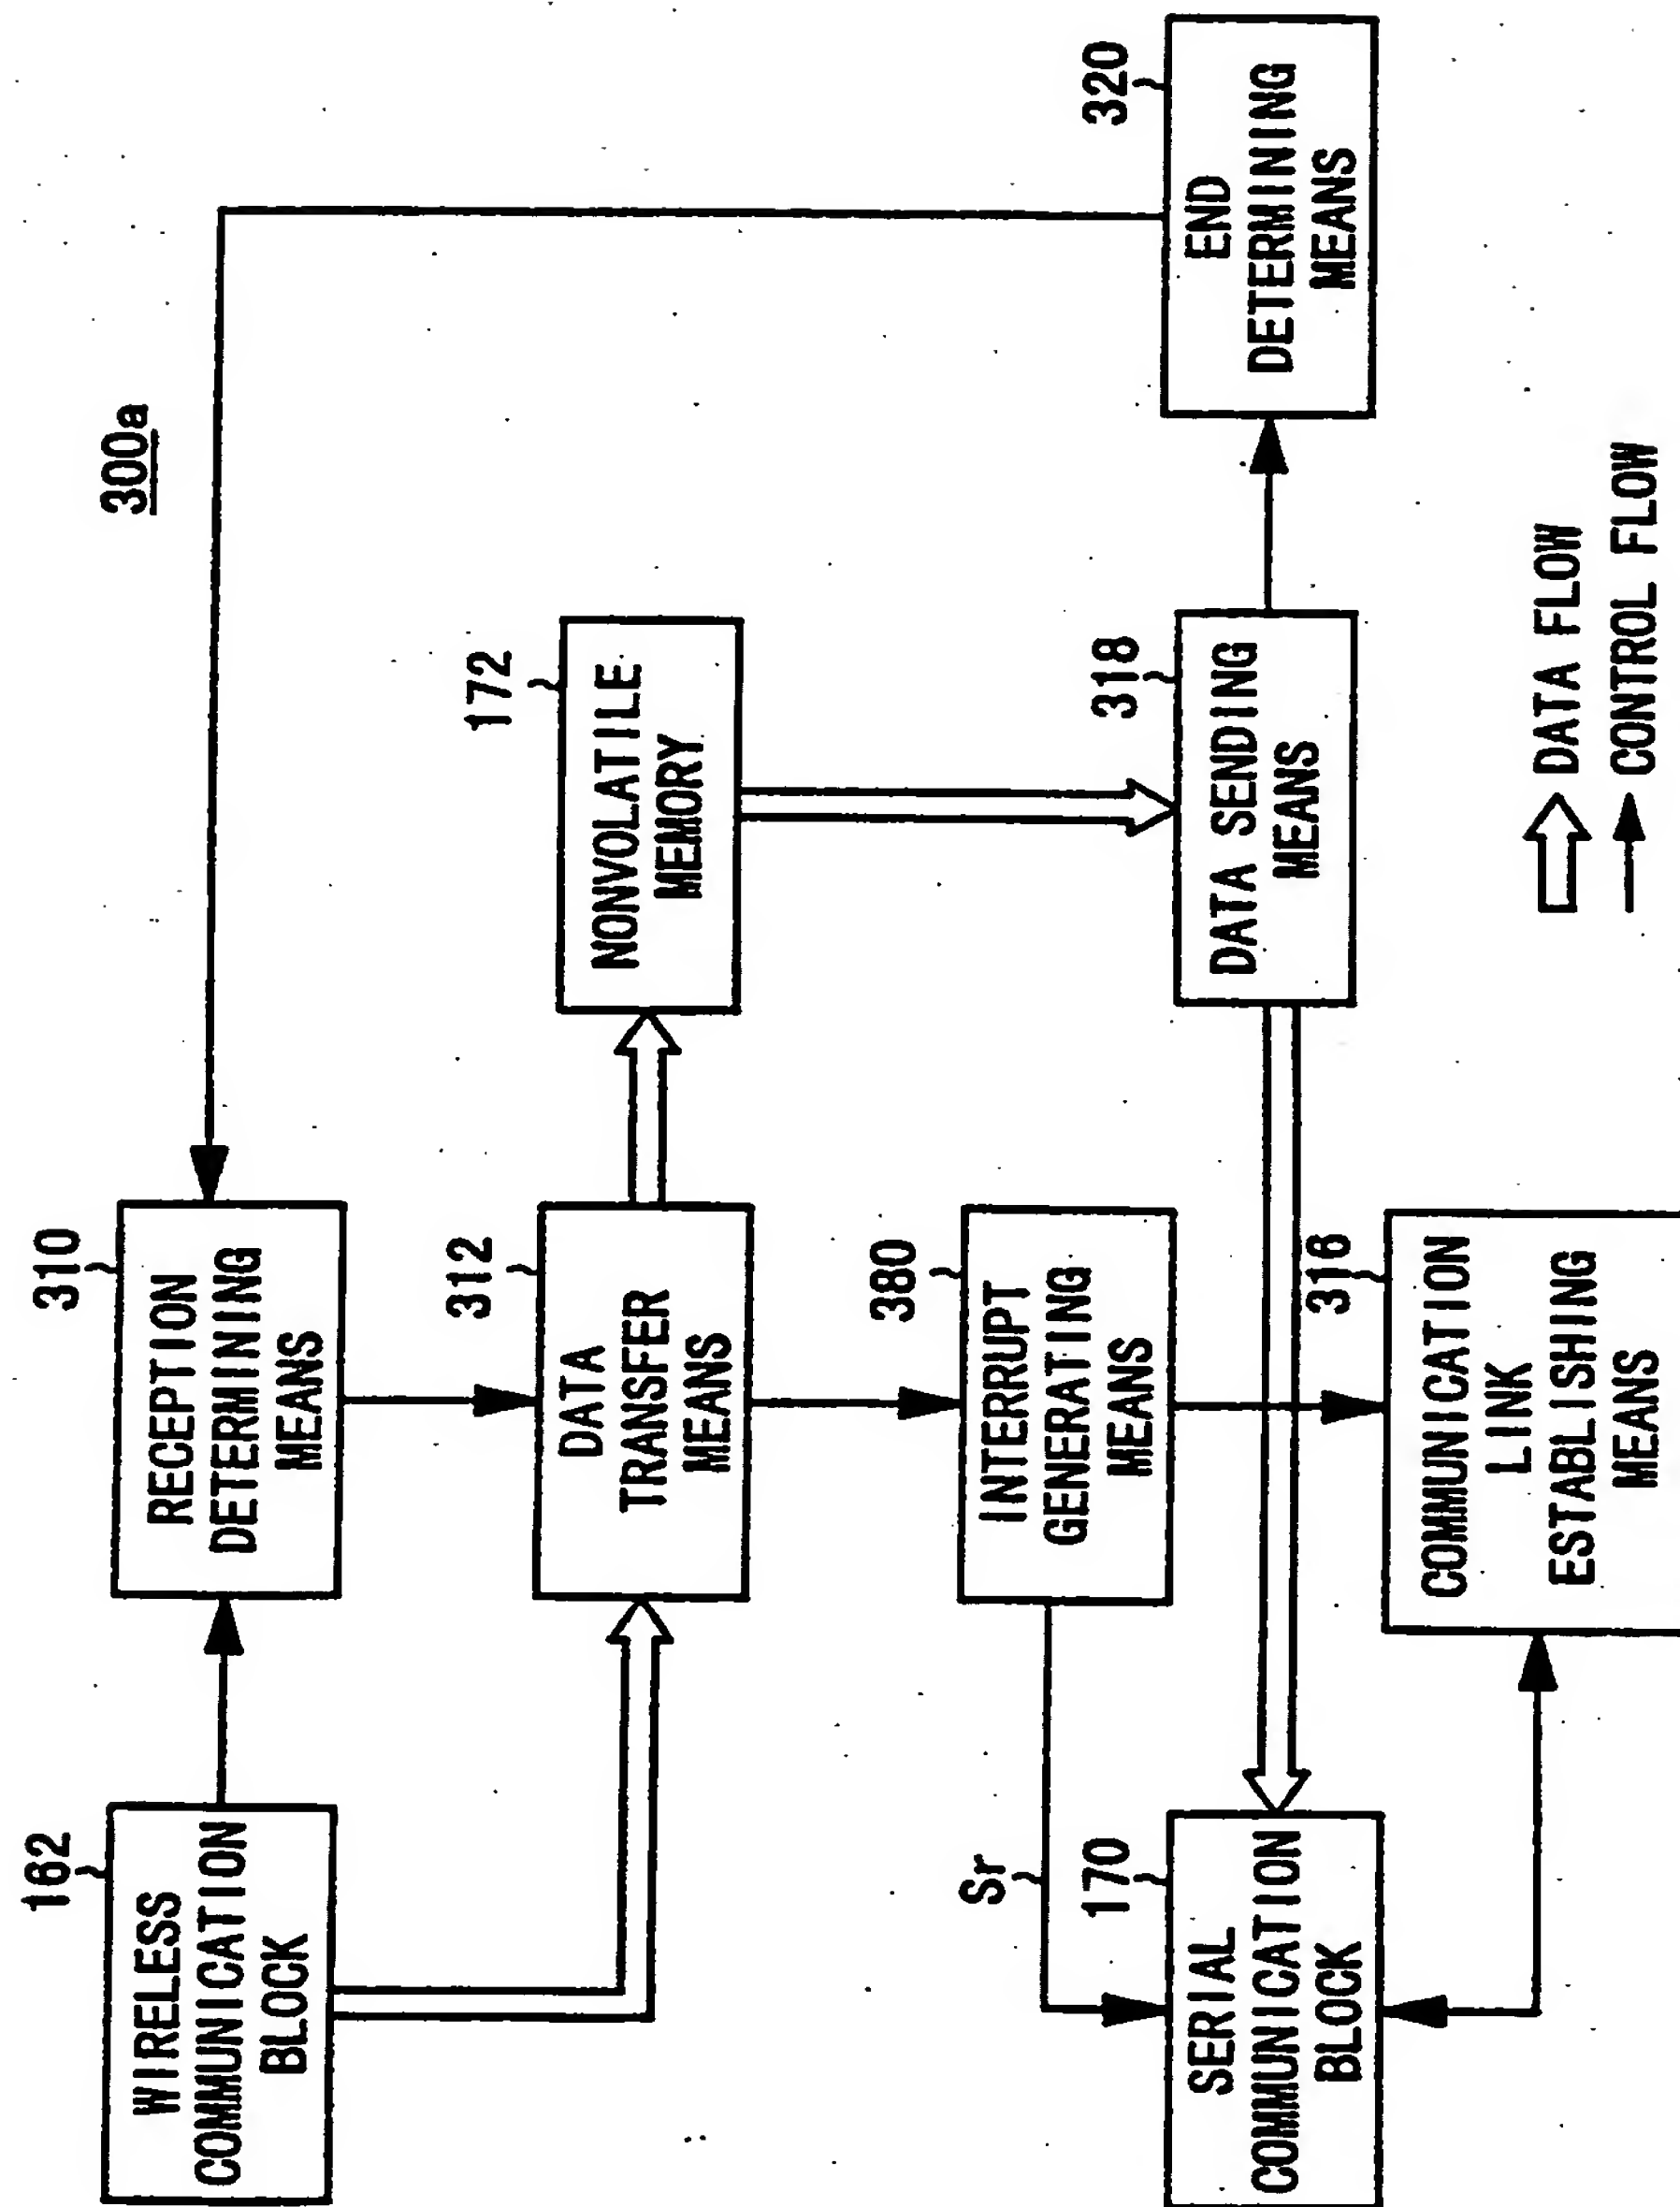 300a
162
WIRELESS
COMMUNICATION
BLOCK
310
RECEPTION
DETERMINING
MEANS
312
DATA
TRANSFER
MEANS
172
NONVOLATILE
MEMORY
380
INTERRUPT
GENERATING
MEANS
Sr
170
SERIAL
COMMUNICATION
BLOCK
316
COMMUNICATION
LINK
ESTABLISHING
MEANS
318
DATA SENDING
MEANS
320
END
DETERMINING
MEANS
DATA FLOW
CONTROL FLOW